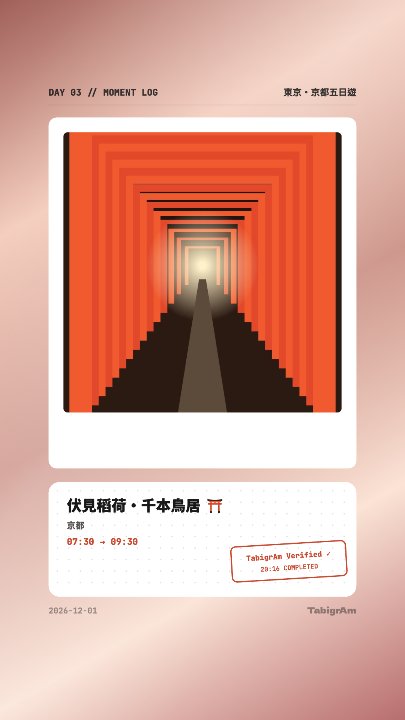 DAY 03 // MOMENT LOG
東京・京都五日遊
伏見稻荷・千本鳥居 ⛩️
京都
07:30 → 09:30
TabigrAm Verified ✓
20:16 COMPLETED
2026-12-01
TabigrAm